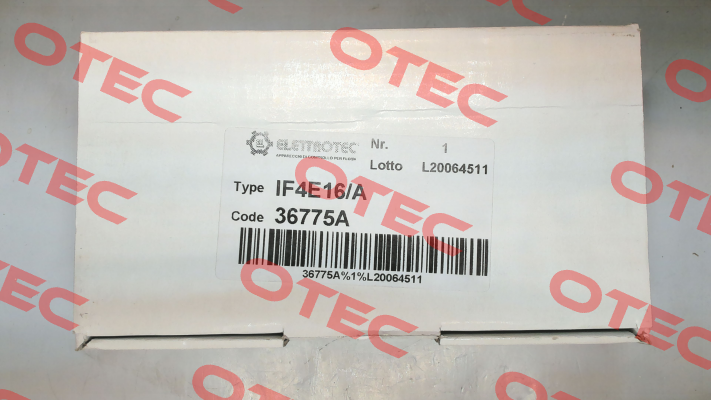 ELETTROTEC
Nr. 1
Lotto L20064511
Type IF4E16/A
Code 36775A
36775A%1%L20064511
OTEC
OTEC
OTEC
OTEC
OTEC
OTEC
OTEC
OTEC